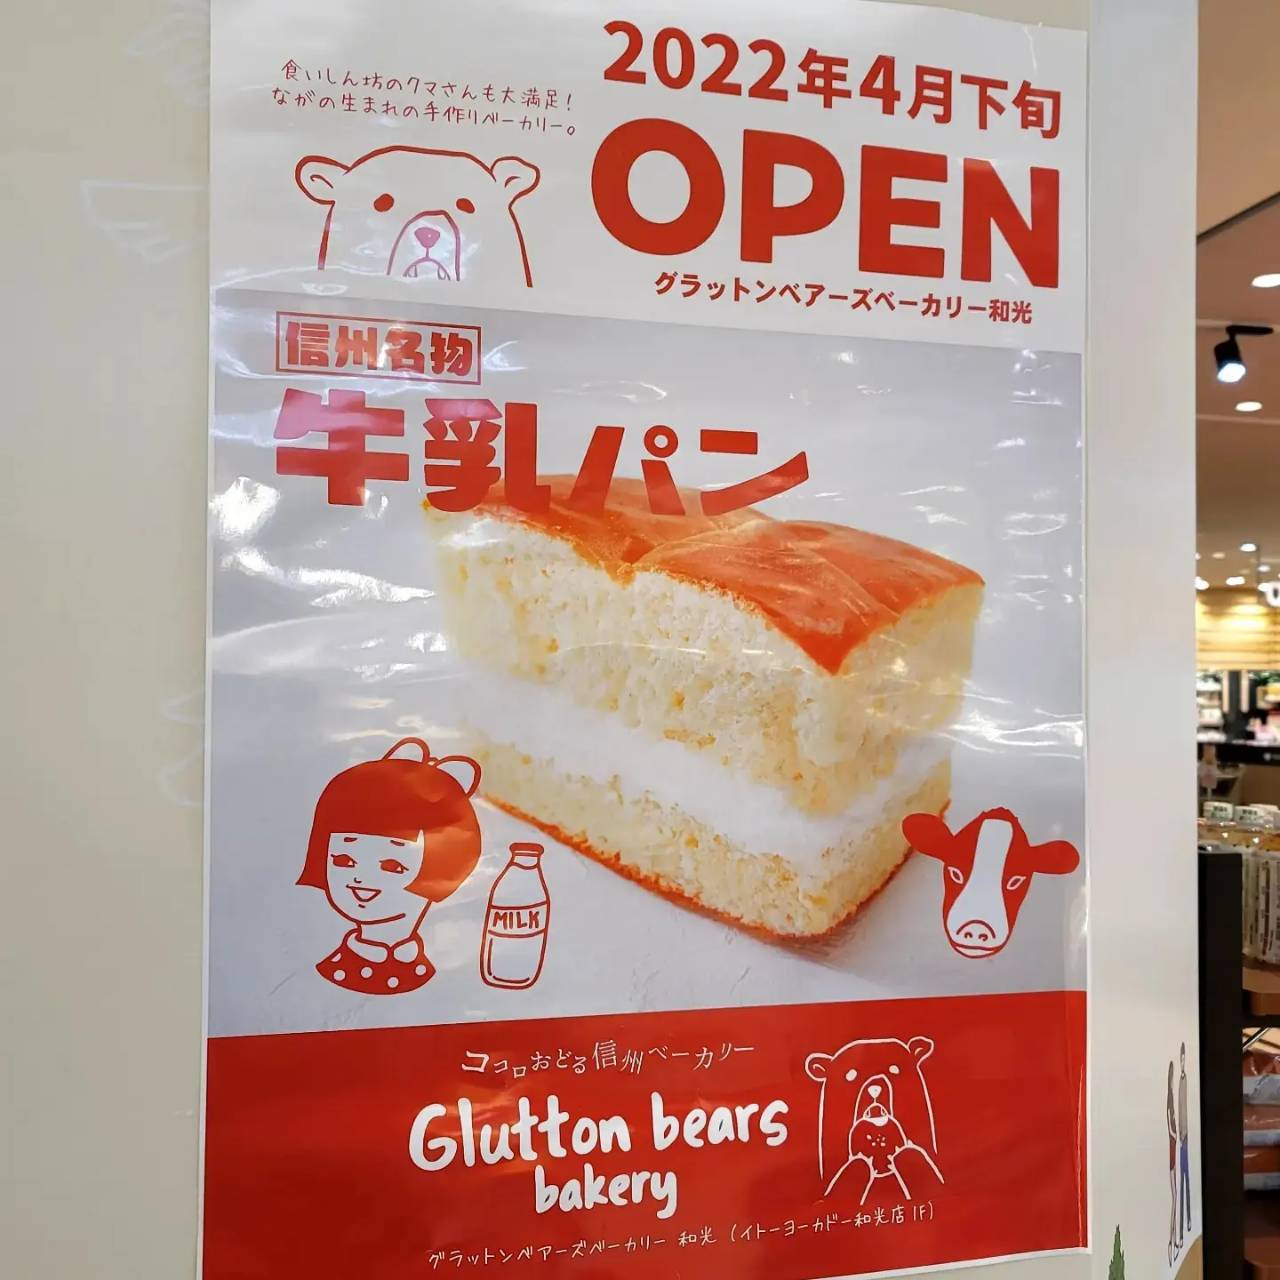 食いしん坊のクマさんも大満足!
ながの生まれの手作りベーカリー。
2022年4月下旬
OPEN
グラットンベアーズベーカリー和光
信州名物
牛乳パン
MILK
ココロおどる信州ベーカリー
Glutton bears
bakery
グラットンベアーズベーカリー 和光 (イトーヨーカドー和光店1F)